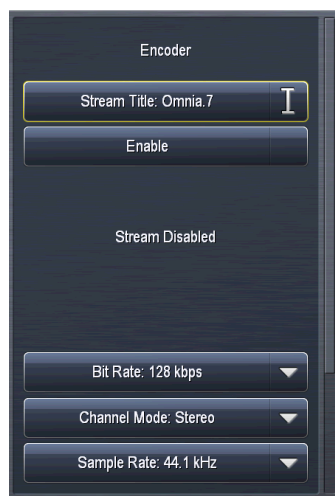 Encoder
Stream Title: Omnia.7
Enable
Stream Disabled
Bit Rate: 128 kbps
Channel Mode: Stereo
Sample Rate: 44.1 kHz